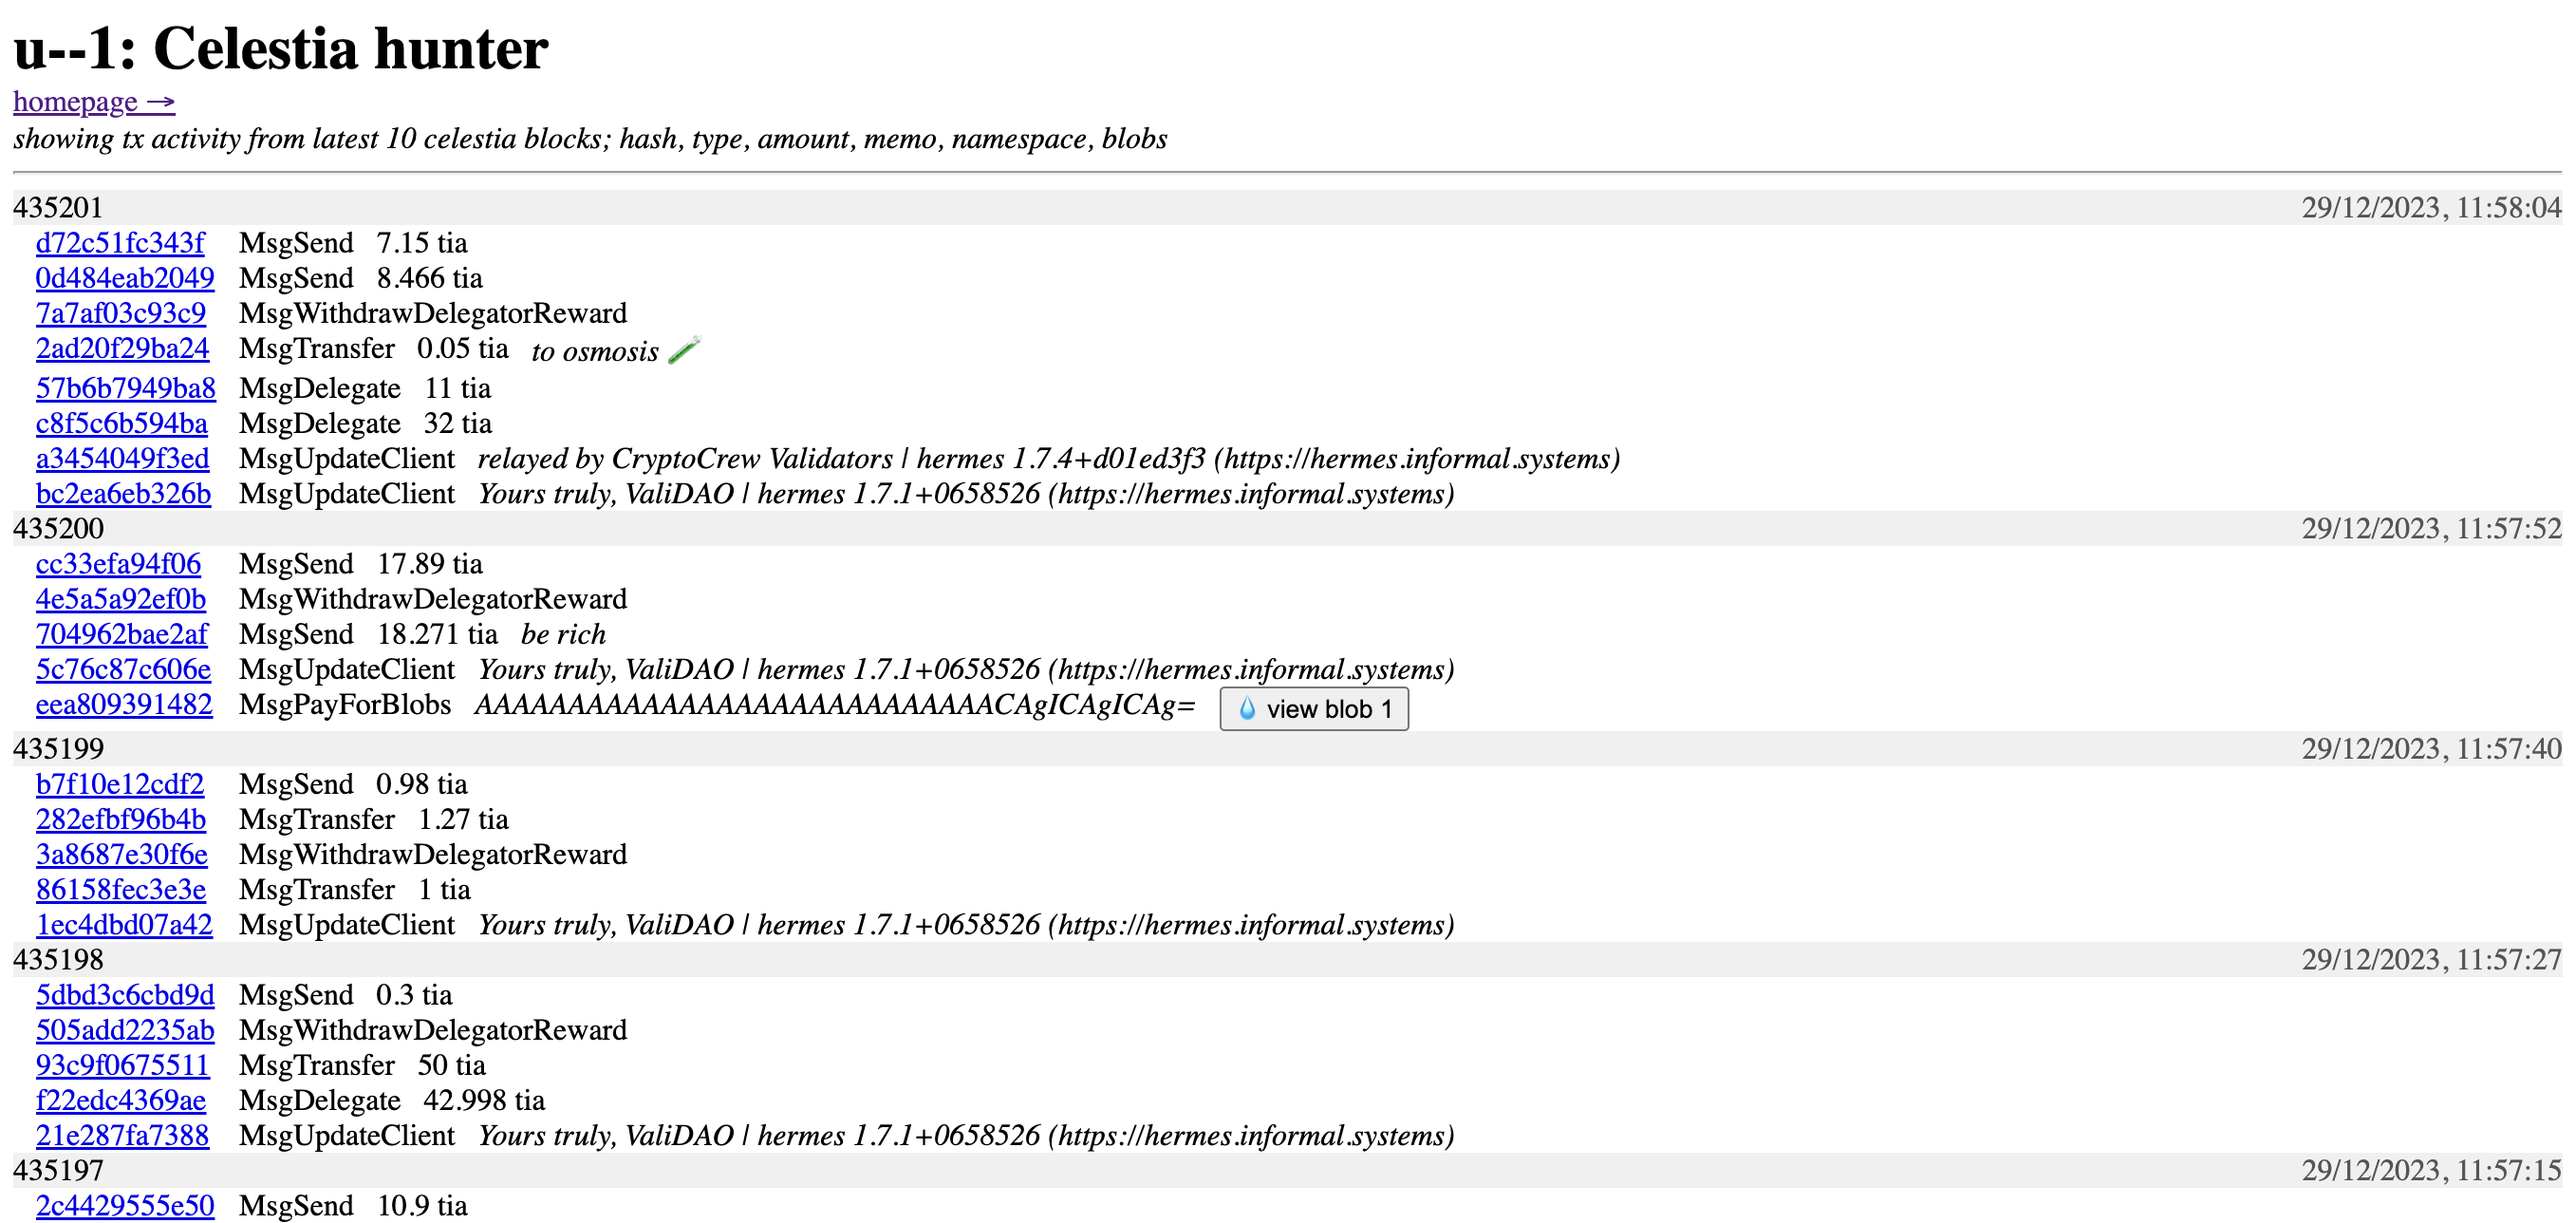 u--1: Celestia hunter
homepage →
showing tx activity from latest 10 celestia blocks; hash, type, amount, memo, namespace, blobs
435201 29/12/2023, 11:58:04
d72c51fc343f MsgSend 7.15 tia
0d484eab2049 MsgSend 8.466 tia
7a7af03c93c9 MsgWithdrawDelegatorReward
2ad20f29ba24 MsgTransfer 0.05 tia to osmosis 🧪
57b6b7949ba8 MsgDelegate 11 tia
c8f5c6b594ba MsgDelegate 32 tia
a3454049f3ed MsgUpdateClient relayed by CryptoCrew Validators | hermes 1.7.4+d01ed3f3 (https://hermes.informal.systems)
bc2ea6eb326b MsgUpdateClient Yours truly, ValiDAO | hermes 1.7.1+0658526 (https://hermes.informal.systems)
435200 29/12/2023, 11:57:52
cc33efa94f06 MsgSend 17.89 tia
4e5a5a92ef0b MsgWithdrawDelegatorReward
704962bae2af MsgSend 18.271 tia be rich
5c76c87c606e MsgUpdateClient Yours truly, ValiDAO | hermes 1.7.1+0658526 (https://hermes.informal.systems)
eea809391482 MsgPayForBlobs AAAAAAAAAAAAAAAAAAAAAAAAAAAACAgICAgICAg= 💧 view blob 1
435199 29/12/2023, 11:57:40
b7f10e12cdf2 MsgSend 0.98 tia
282efbf96b4b MsgTransfer 1.27 tia
3a8687e30f6e MsgWithdrawDelegatorReward
86158fec3e3e MsgTransfer 1 tia
1ec4dbd07a42 MsgUpdateClient Yours truly, ValiDAO | hermes 1.7.1+0658526 (https://hermes.informal.systems)
435198 29/12/2023, 11:57:27
5dbd3c6cbd9d MsgSend 0.3 tia
505add2235ab MsgWithdrawDelegatorReward
93c9f0675511 MsgTransfer 50 tia
f22edc4369ae MsgDelegate 42.998 tia
21e287fa7388 MsgUpdateClient Yours truly, ValiDAO | hermes 1.7.1+0658526 (https://hermes.informal.systems)
435197 29/12/2023, 11:57:15
2c4429555e50 MsgSend 10.9 tia